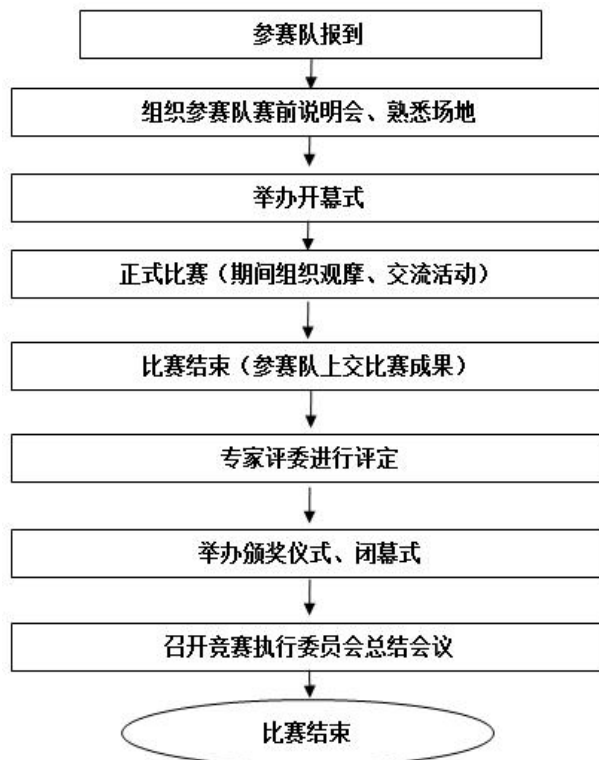 参赛队报到
组织参赛队赛前说明会、熟悉场地
举办开幕式
正式比赛（期间组织观摩、交流活动）
比赛结束（参赛队上交比赛成果）
专家评委进行评定
举办颁奖仪式、闭幕式
召开竞赛执行委员会总结会议
比赛结束